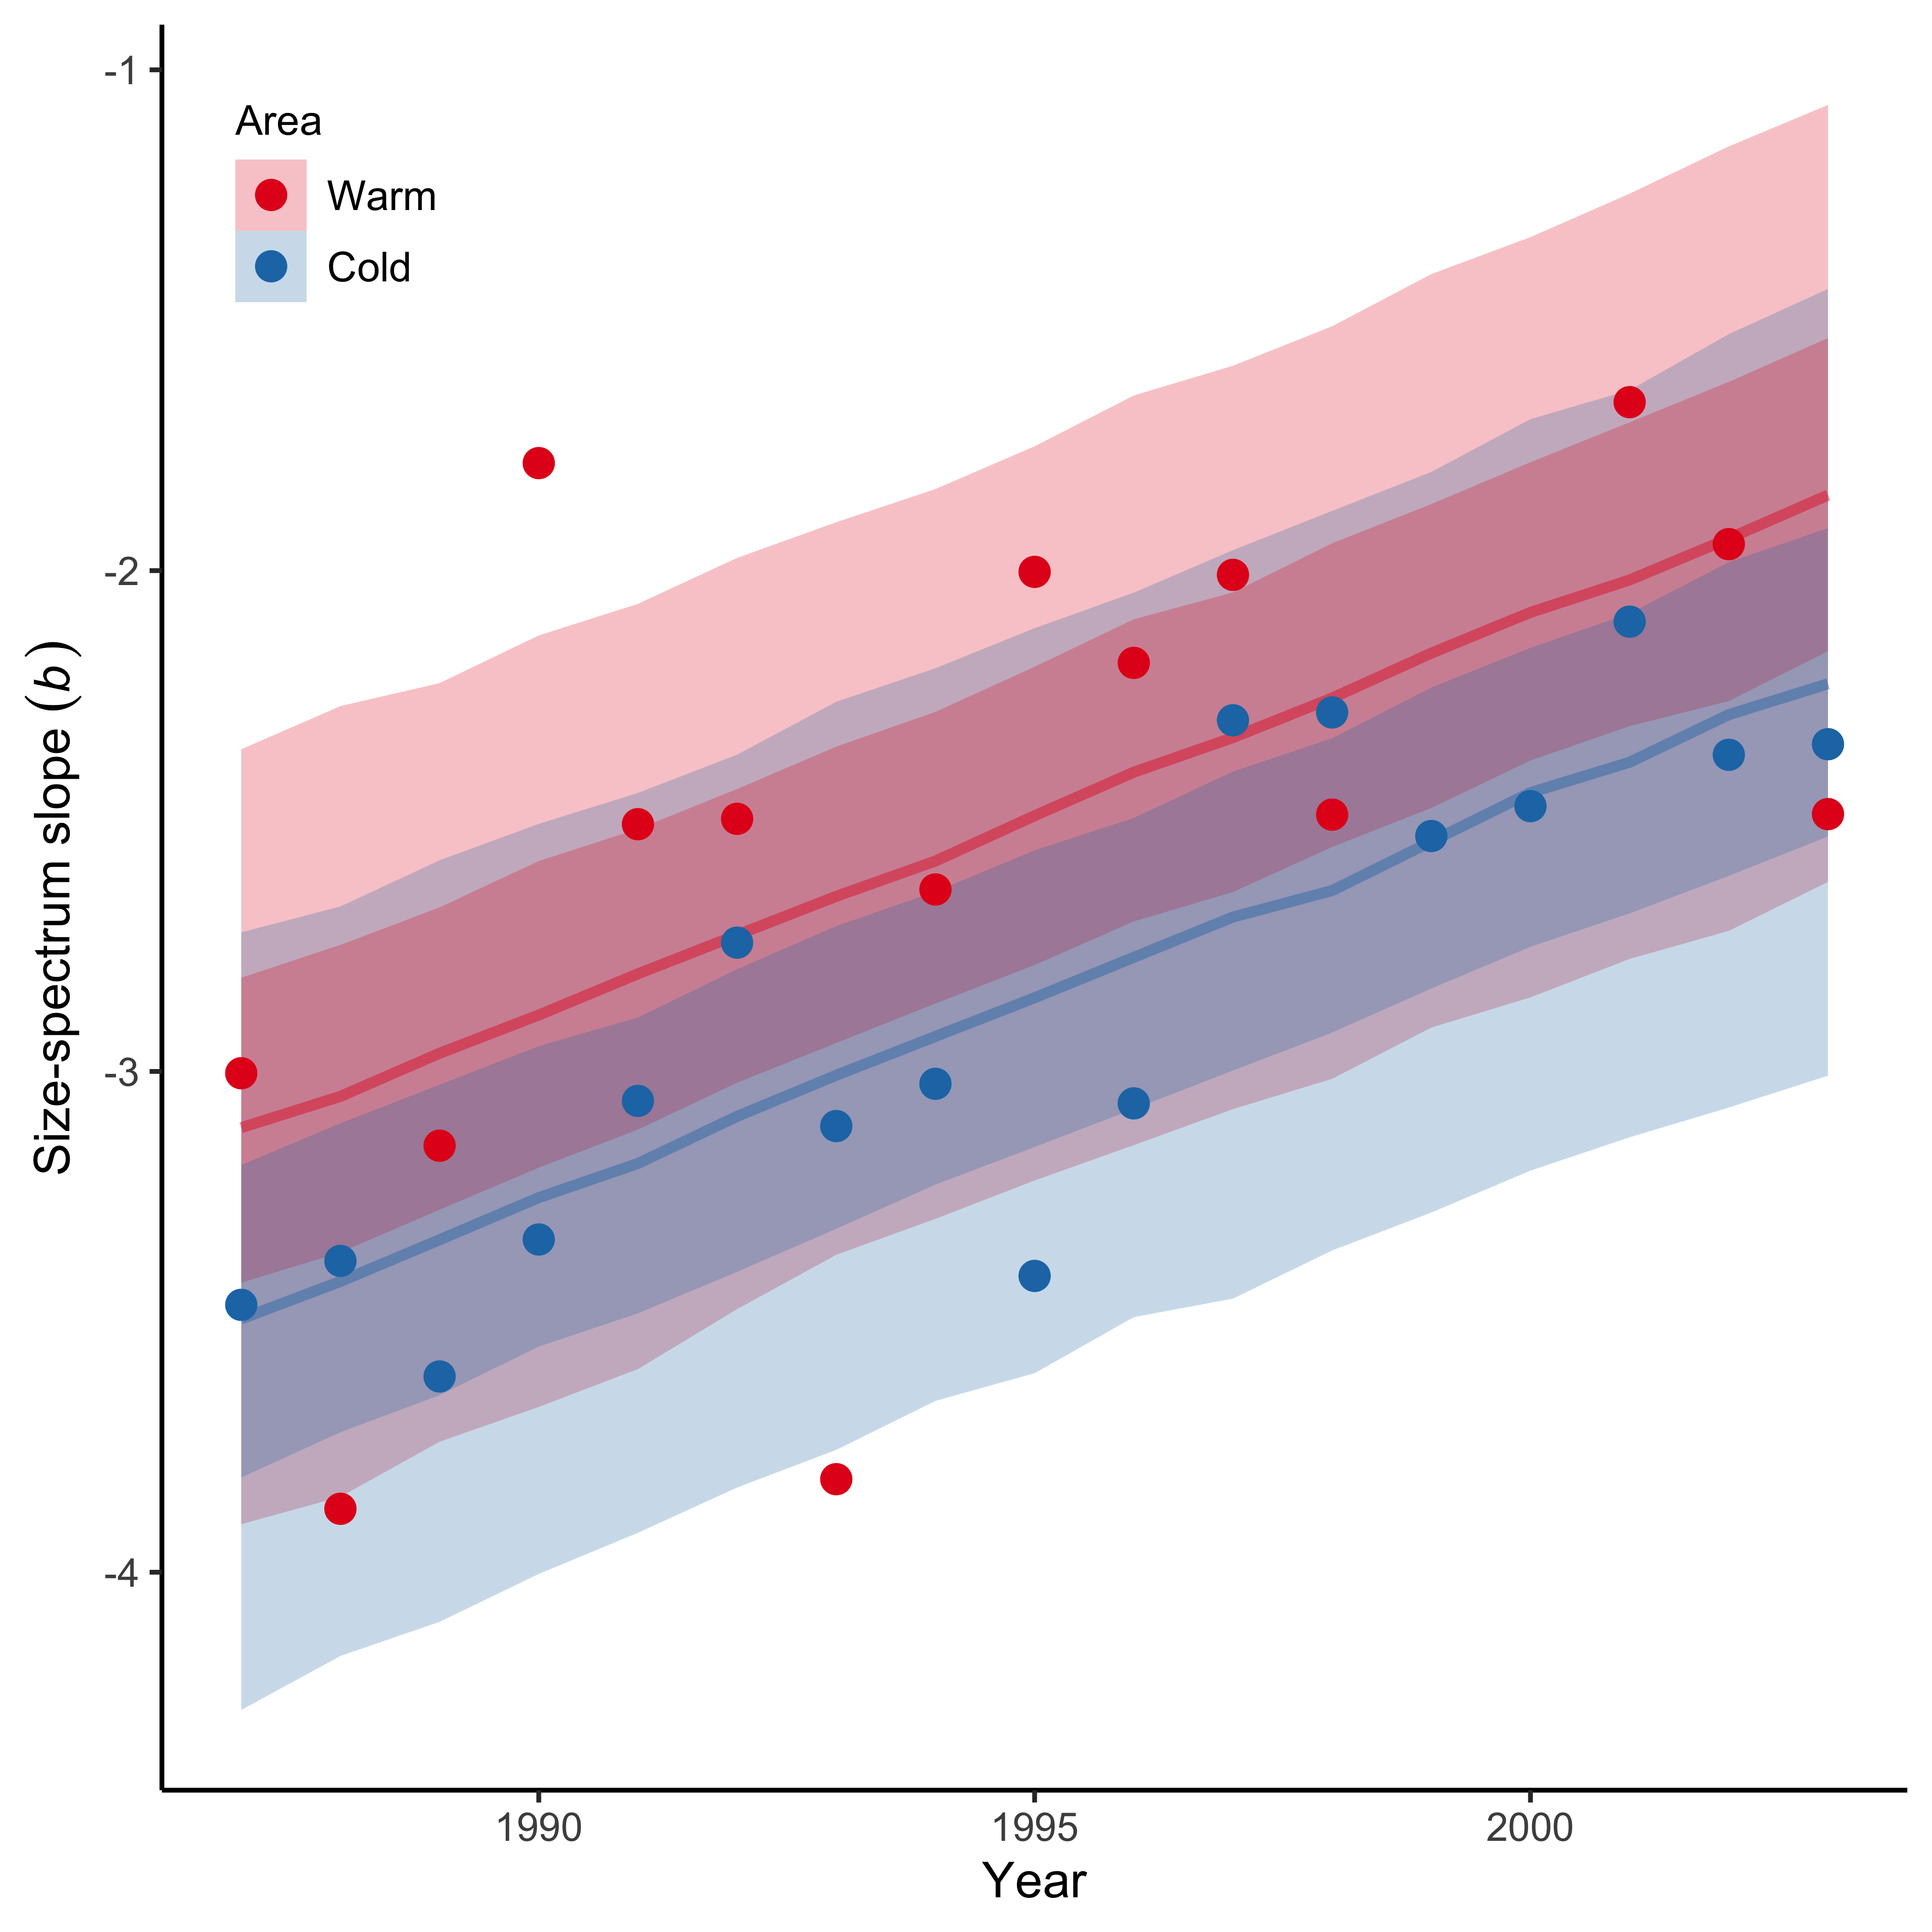 -1
Area
Warm
Cold
-2
Size-spectrum slope (b)
-3
-4
1990 1995 2000
Year